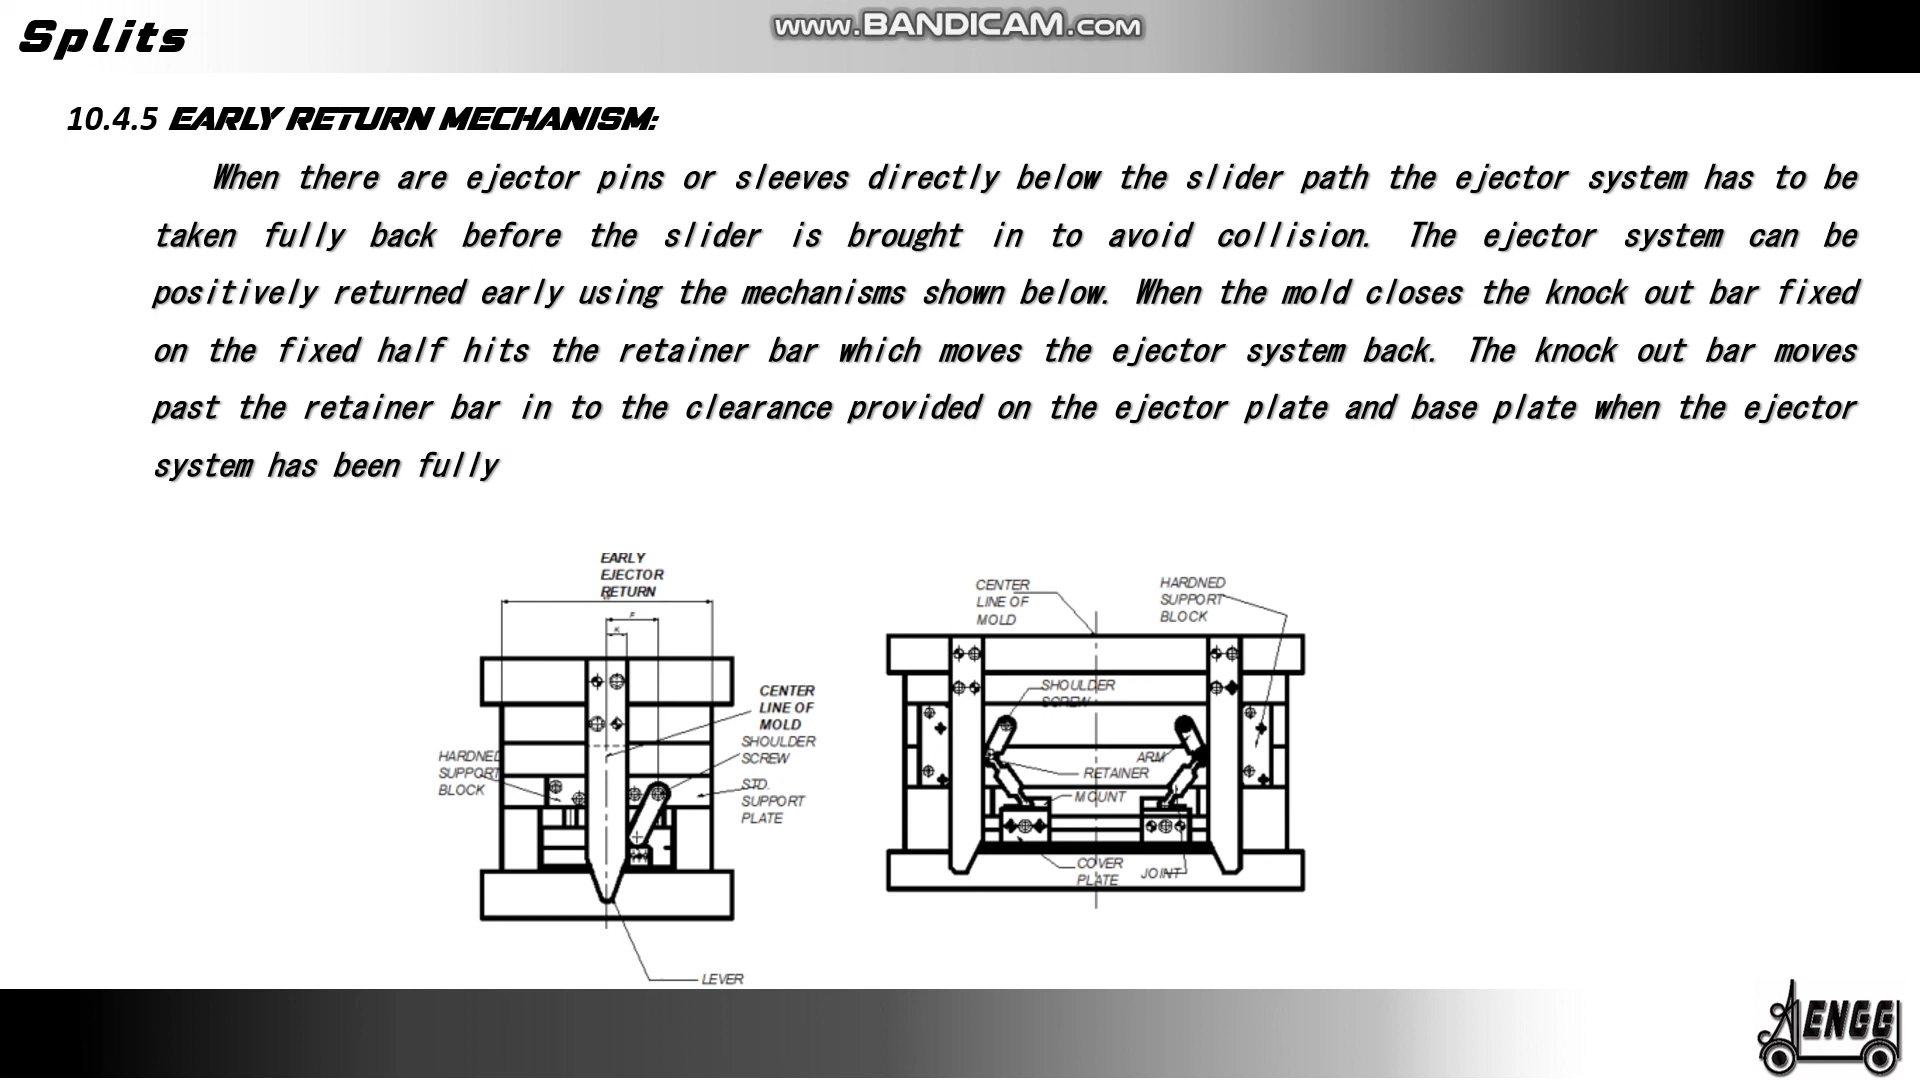 Splits
www.BANDICAM.com
10.4.5 EARLY RETURN MECHANISM:
When there are ejector pins or sleeves directly below the slider path the ejector system has to be
taken fully back before the slider is brought in to avoid collision. The ejector system can be
positively returned early using the mechanisms shown below. When the mold closes the knock out bar fixed
on the fixed half hits the retainer bar which moves the ejector system back. The knock out bar moves
past the retainer bar in to the clearance provided on the ejector plate and base plate when the ejector
system has been fully
EARLY
EJECTOR
RETURN
CENTER
LINE OF
MOLD
SHOULDER
SCREW
HARDNED
SUPPORT
BLOCK
STD.
SUPPORT
PLATE
LEVER
CENTER
LINE OF
MOLD
HARDNED
SUPPORT
BLOCK
SHOULDER
SCREW
ARM
RETAINER
MOUNT
COVER
PLATE
JOINT
ENGG